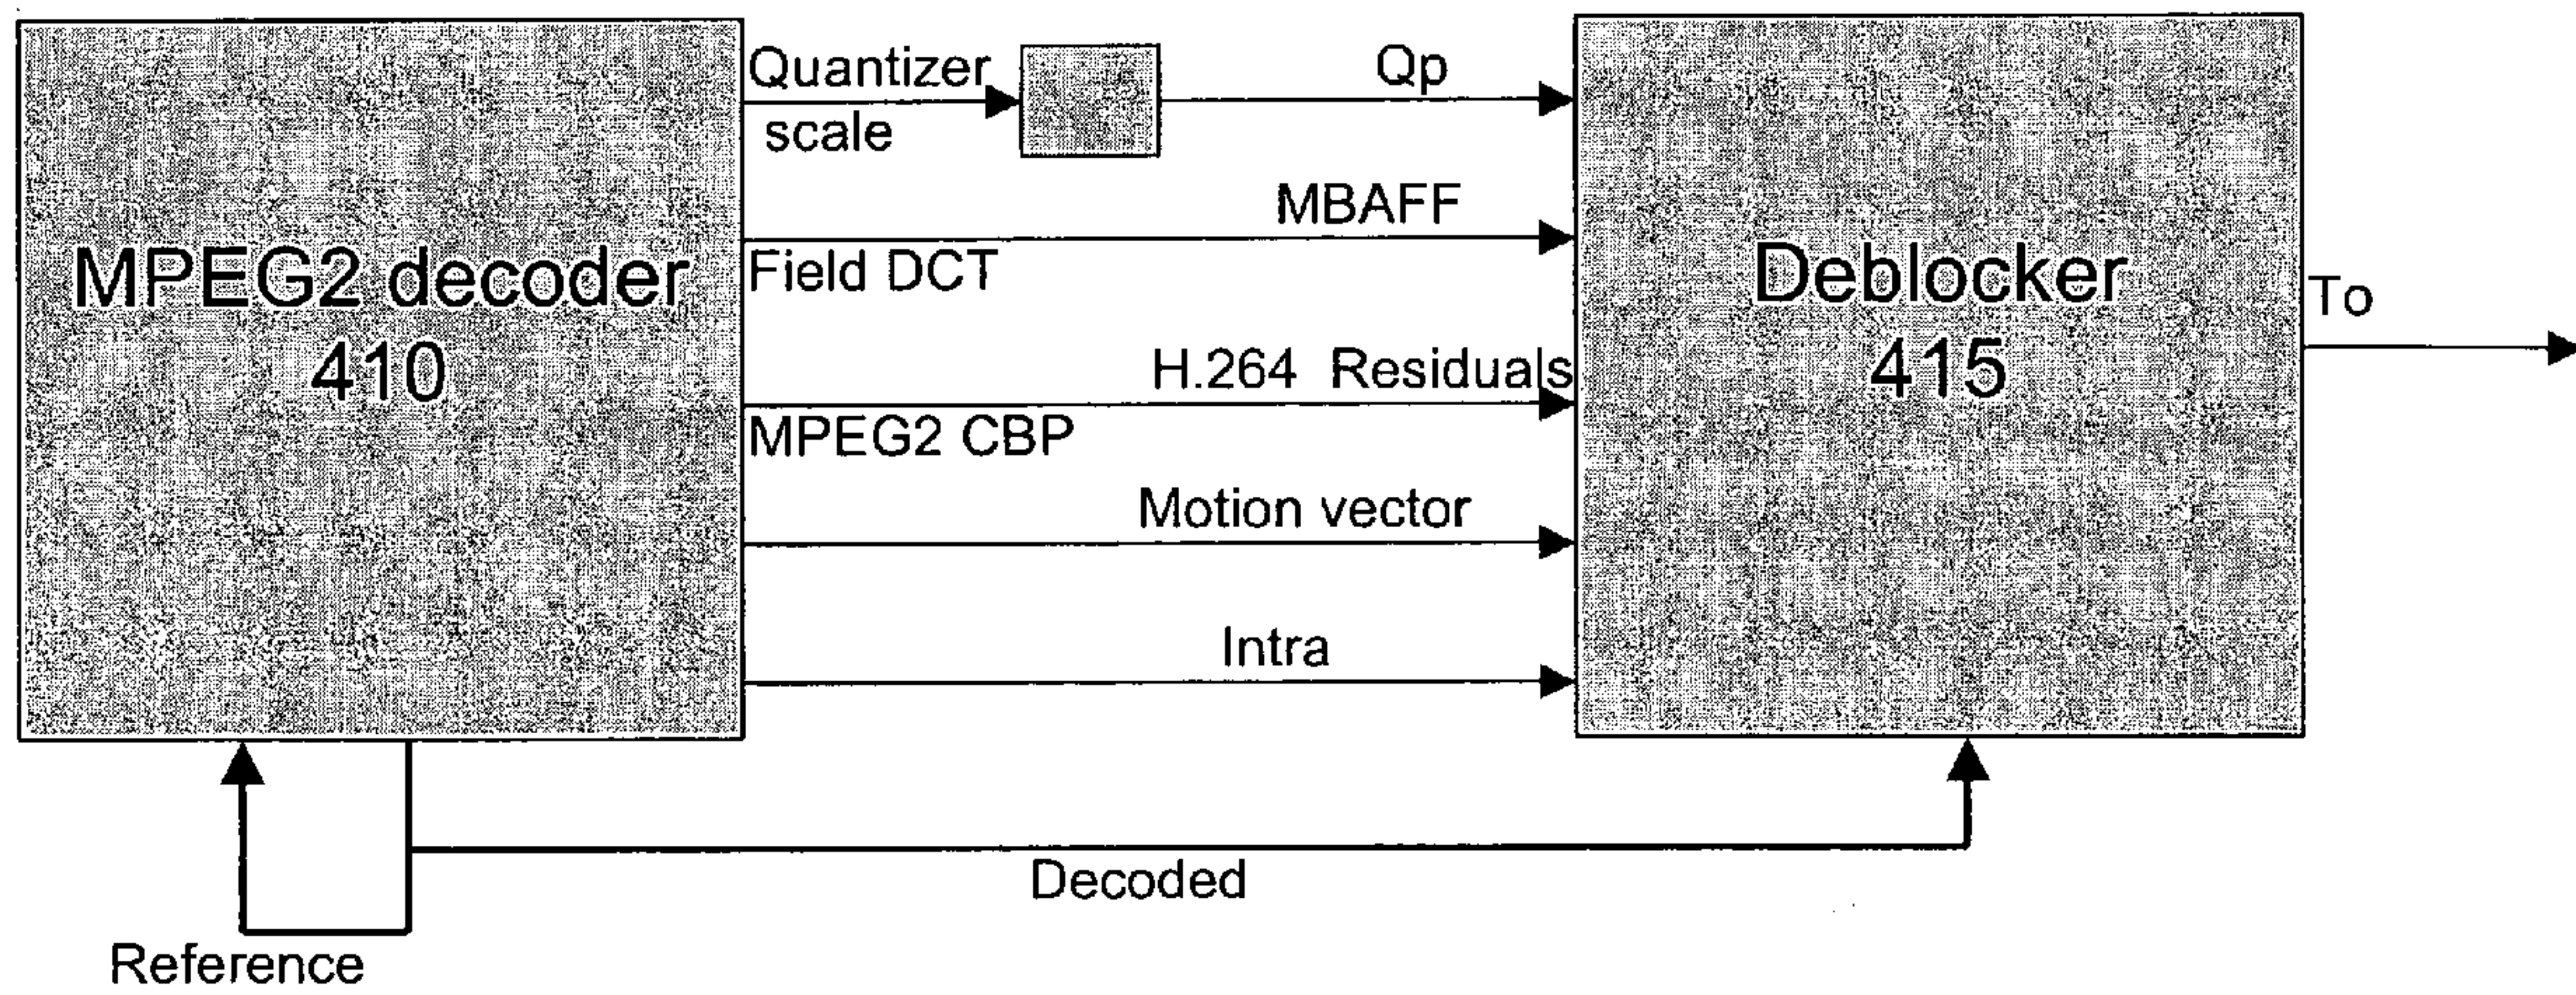 Quantizer
scale
Qp
MBAFF
Field DCT
MPEG2 decoder
410
H.264 Residuals
MPEG2 CBP
Motion vector
Intra
Deblocker
415
To
Decoded
Reference